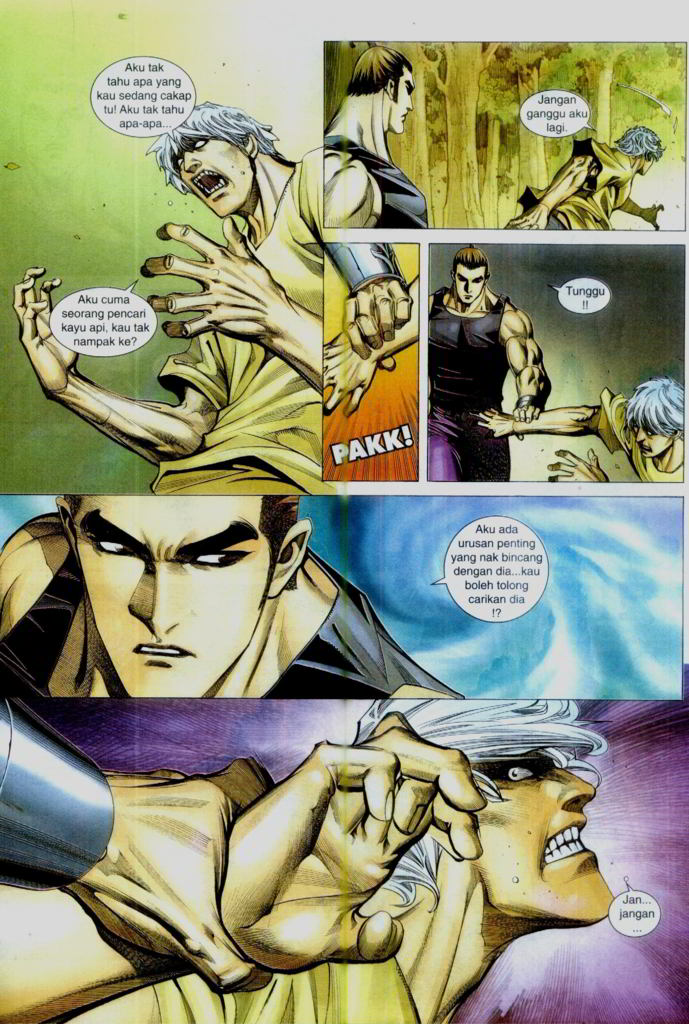 Aku tak
tahu apa yang
kau sedang cakap
tu! Aku tak tahu
apa-apa...
Aku cuma
seorang pencari
kayu api, kau tak
nampak ke?
Jangan
ganggu aku
lagi.
PAKK!
Tunggu
!!
Aku ada
urusan penting
yang nak bincang
dengan dia...kau
boleh tolong
carikan dia
!?
Jan...
jangan
...